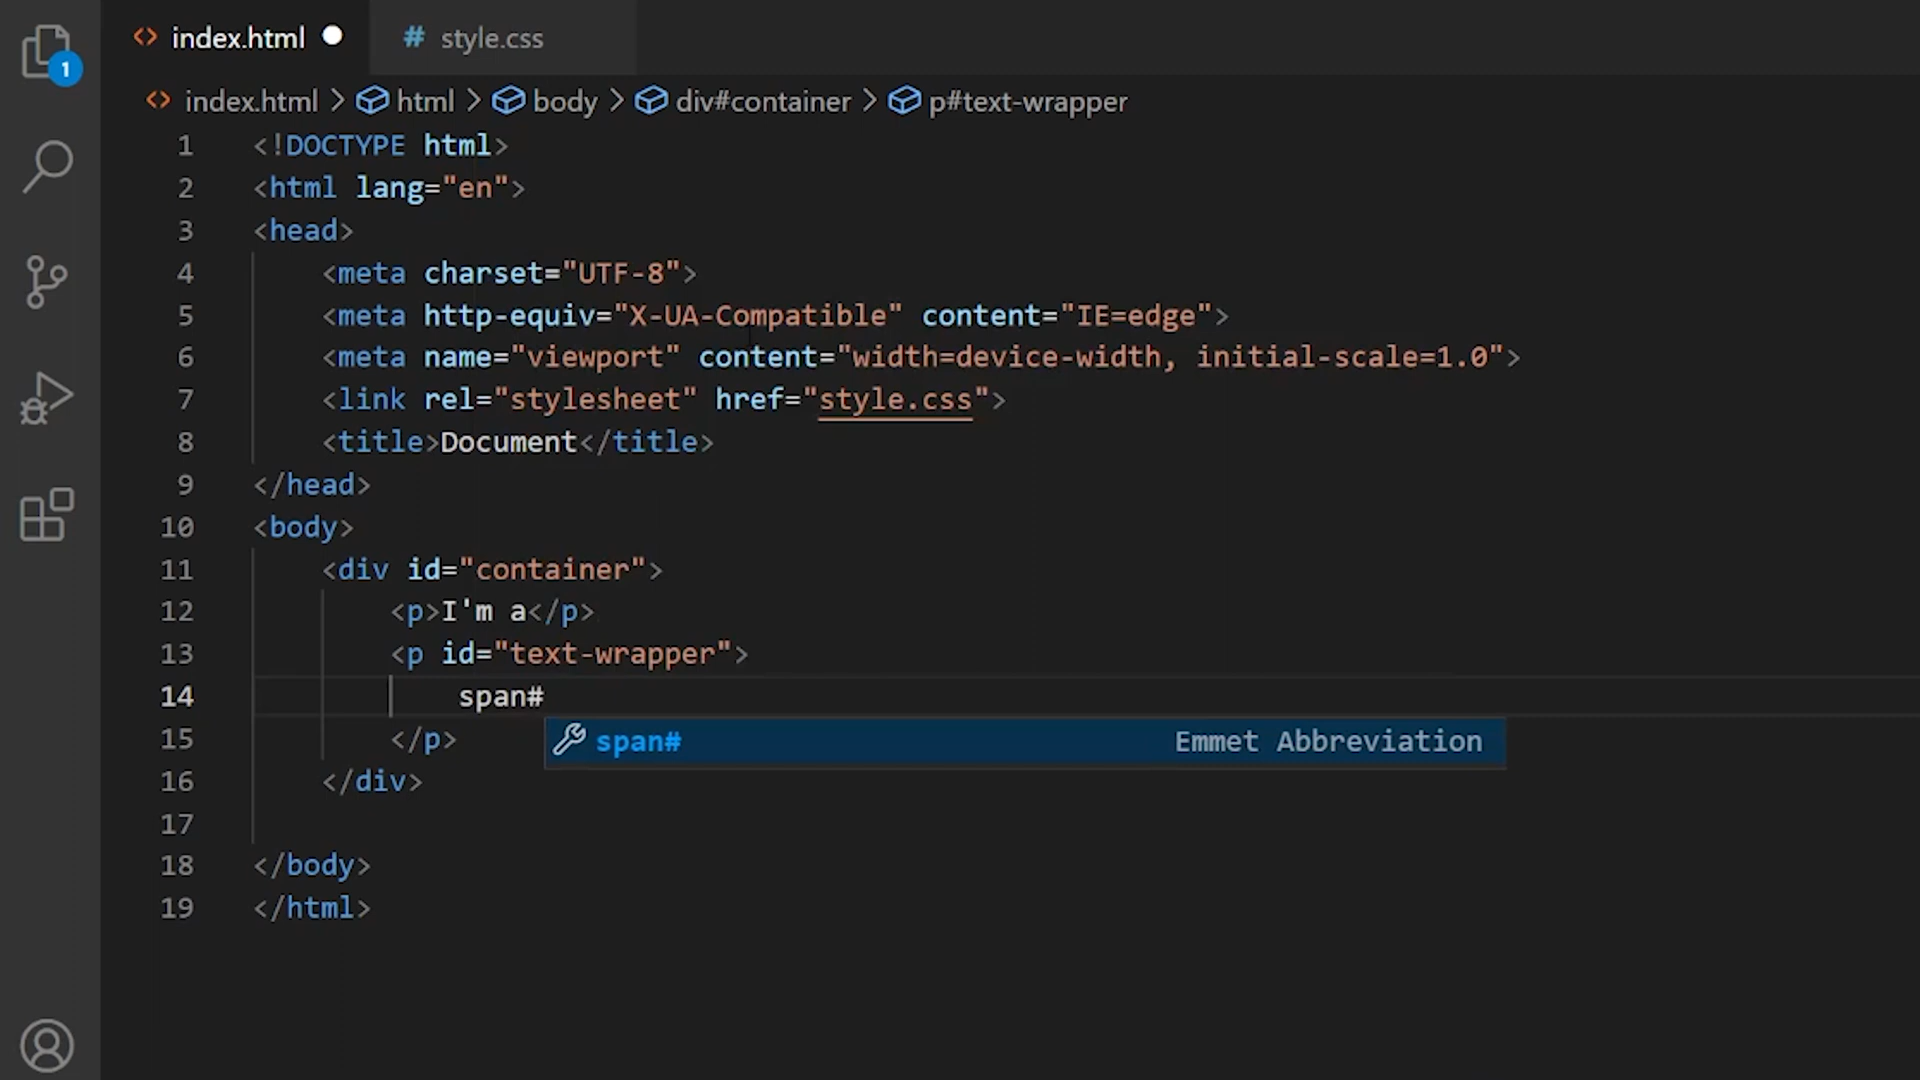 index.html
# style.css
1
index.html > html > body > div#container > p#text-wrapper
1 <!DOCTYPE html>
2 <html lang="en">
3 <head>
4 <meta charset="UTF-8">
5 <meta http-equiv="X-UA-Compatible" content="IE=edge">
6 <meta name="viewport" content="width=device-width, initial-scale=1.0">
7 <link rel="stylesheet" href="style.css">
8 <title>Document</title>
9 </head>
10 <body>
11 <div id="container">
12 <p>I'm a</p>
13 <p id="text-wrapper">
14 span#
15 </p>
span# Emmet Abbreviation
16 </div>
17
18 </body>
19 </html>